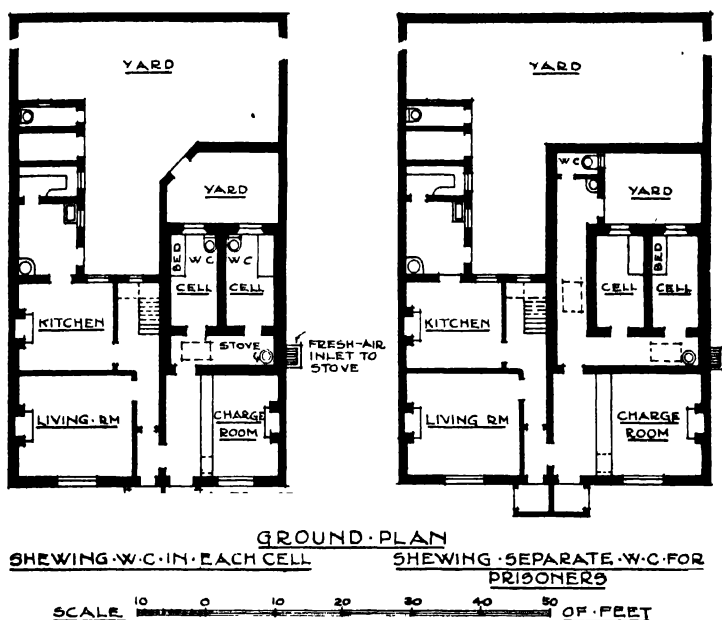 YARD
YARD
BED
W C
W C
CELL
CELL
KITCHEN
STOVE
FRESH-AIR
INLET TO
STOVE
LIVING·RM
CHARGE
ROOM
YARD
W C
YARD
BED
CELL
CELL
KITCHEN
LIVING RM
CHARGE
ROOM
GROUND·PLAN
SHEWING·W·C·IN·EACH CELL
SHEWING·SEPARATE·W·C·FOR
PRISONERS
SCALE 10 0 10 20 30 40 50 OF·FEET